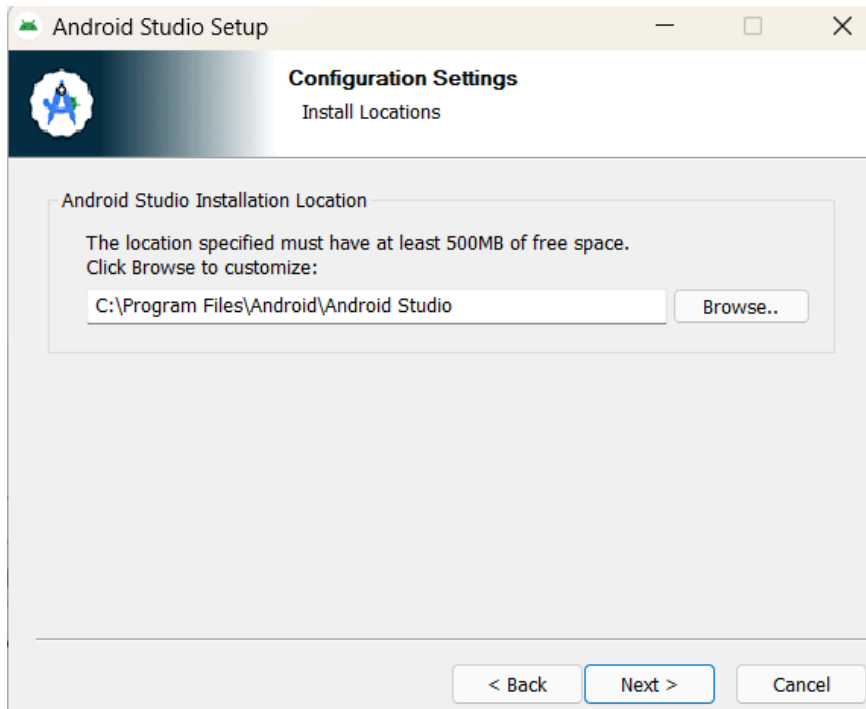 Android Studio Setup
Configuration Settings
Install Locations
Android Studio Installation Location
The location specified must have at least 500MB of free space.
Click Browse to customize:
C:\Program Files\Android\Android Studio
Browse..
< Back
Next >
Cancel